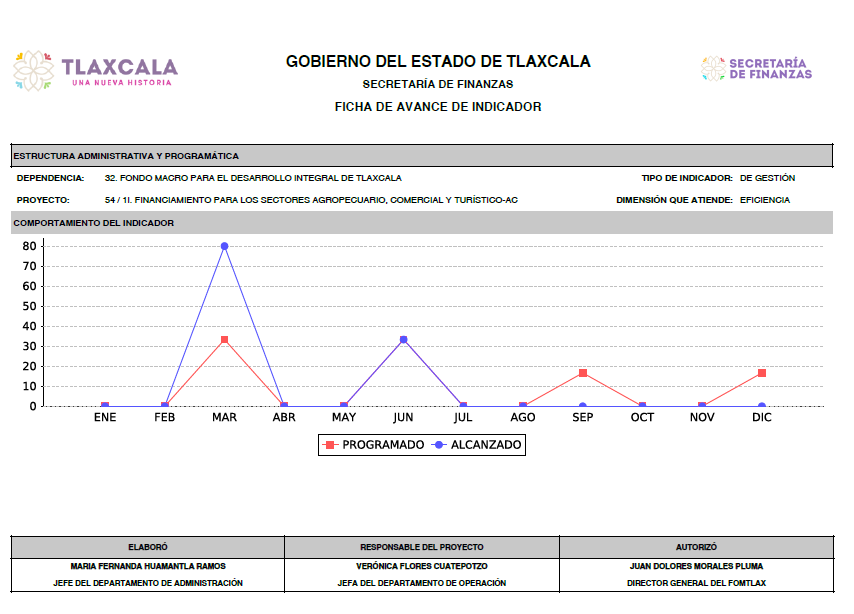 TLAXCALA
UNA NUEVA HISTORIA
GOBIERNO DEL ESTADO DE TLAXCALA
SECRETARÍA DE FINANZAS
FICHA DE AVANCE DE INDICADOR
SECRETARÍA
DE FINANZAS
ESTRUCTURA ADMINISTRATIVA Y PROGRAMÁTICA
DEPENDENCIA: 32. FONDO MACRO PARA EL DESARROLLO INTEGRAL DE TLAXCALA TIPO DE INDICADOR: DE GESTIÓN
PROYECTO: 54 / 1I. FINANCIAMIENTO PARA LOS SECTORES AGROPECUARIO, COMERCIAL Y TURÍSTICO-AC DIMENSIÓN QUE ATIENDE: EFICIENCIA
COMPORTAMIENTO DEL INDICADOR
80
70
60
50
40
30
20
10
0
ENE FEB MAR ABR MAY JUN JUL AGO SEP OCT NOV DIC
PROGRAMADO ALCANZADO
ELABORÓ RESPONSABLE DEL PROYECTO AUTORIZÓ
MARIA FERNANDA HUAMANTLA RAMOS VERÓNICA FLORES CUATEPOTZO JUAN DOLORES MORALES PLUMA
JEFE DEL DEPARTAMENTO DE ADMINISTRACIÓN JEFA DEL DEPARTAMENTO DE OPERACIÓN DIRECTOR GENERAL DEL FOMTLAX